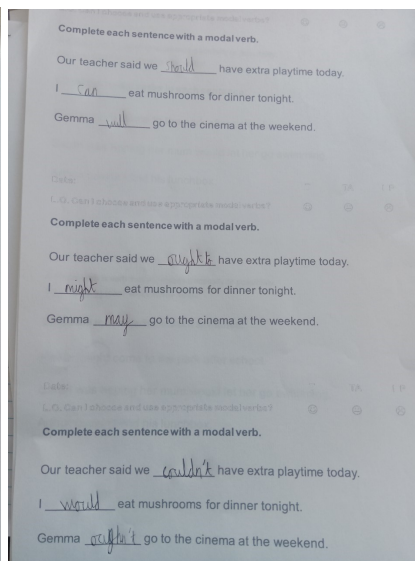 Complete each sentence with a modal verb.
Our teacher said we should have extra playtime today.
I can eat mushrooms for dinner tonight.
Gemma will go to the cinema at the weekend.
Date:
L.O. Can I choose and use appropriate modal verbs?
Complete each sentence with a modal verb.
Our teacher said we ought to have extra playtime today.
I might eat mushrooms for dinner tonight.
Gemma may go to the cinema at the weekend.
Date:
L.O. Can I choose and use appropriate modal verbs?
Complete each sentence with a modal verb.
Our teacher said we couldn't have extra playtime today.
I would eat mushrooms for dinner tonight.
Gemma go to the cinema at the weekend.